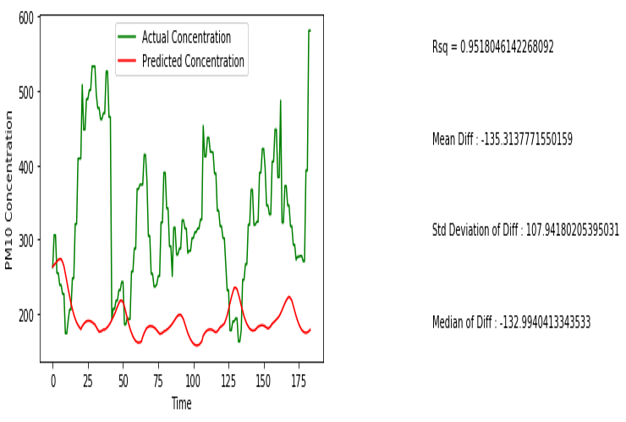 600
500
400
300
200
PM10 Concentration
Actual Concentration
Predicted Concentration
0 25 50 75 100 125 150 175
Time
Rsq = 0.9518046142268092
Mean Diff : -135.3137771550159
Std Deviation of Diff : 107.94180205395031
Median of Diff : -132.9940413343533